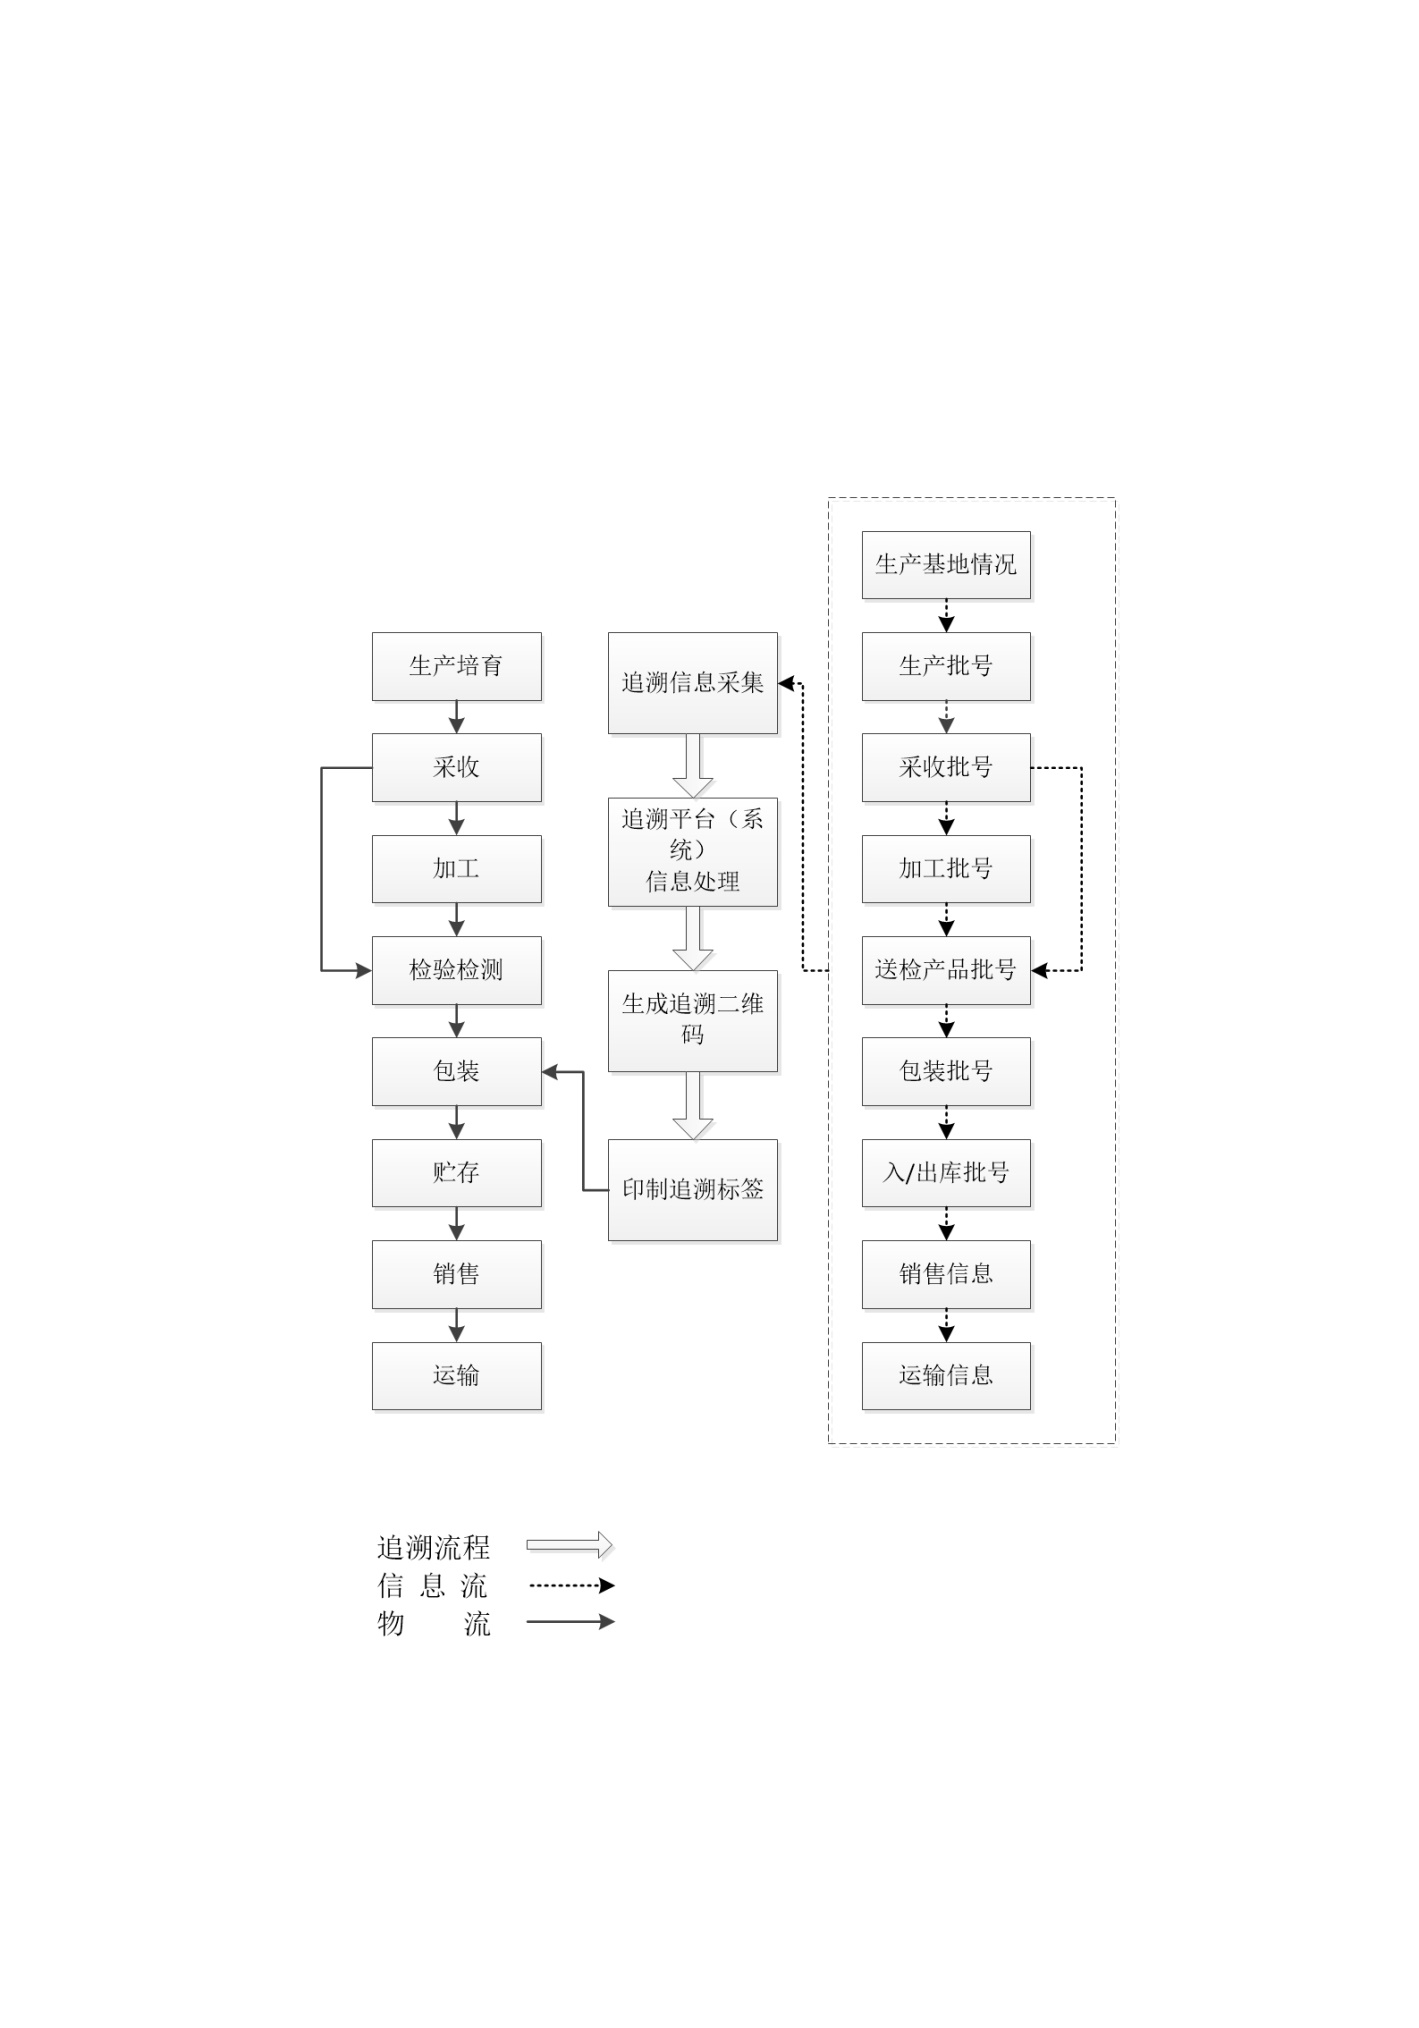 生产培育
采收
加工
检验检测
包装
贮存
销售
运输
追溯信息采集
追溯平台（系
统）
信息处理
生成追溯二维
码
印制追溯标签
生产基地情况
生产批号
采收批号
加工批号
送检产品批号
包装批号
入/出库批号
销售信息
运输信息
追溯流程
信 息 流
物 流